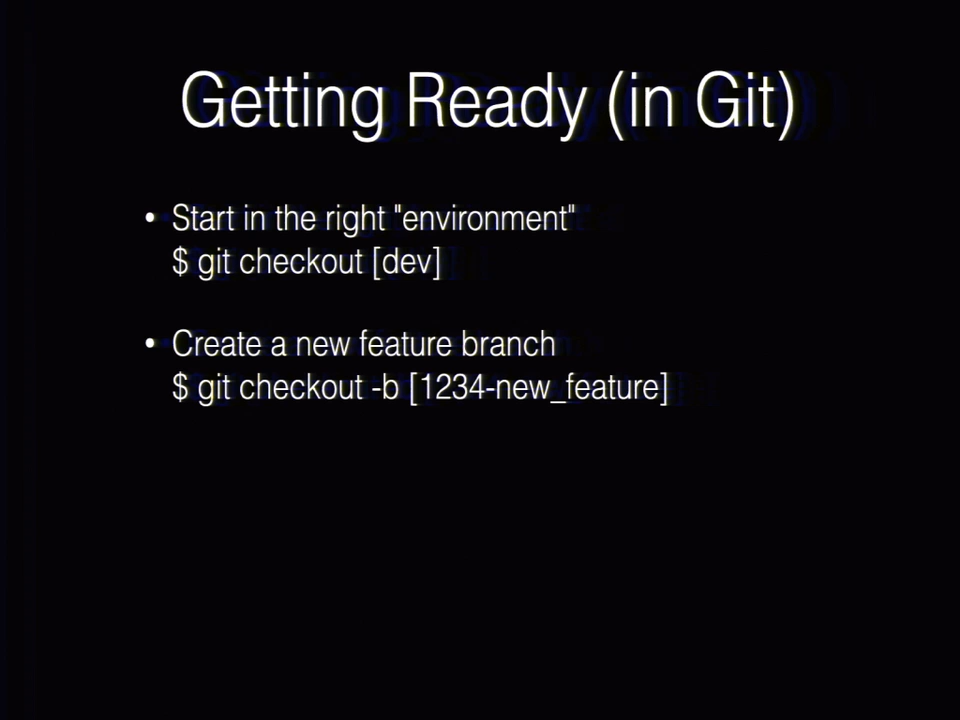 Getting Ready (in Git)
• Start in the right "environment"
$ git checkout [dev]
• Create a new feature branch
$ git checkout -b [1234-new_feature]